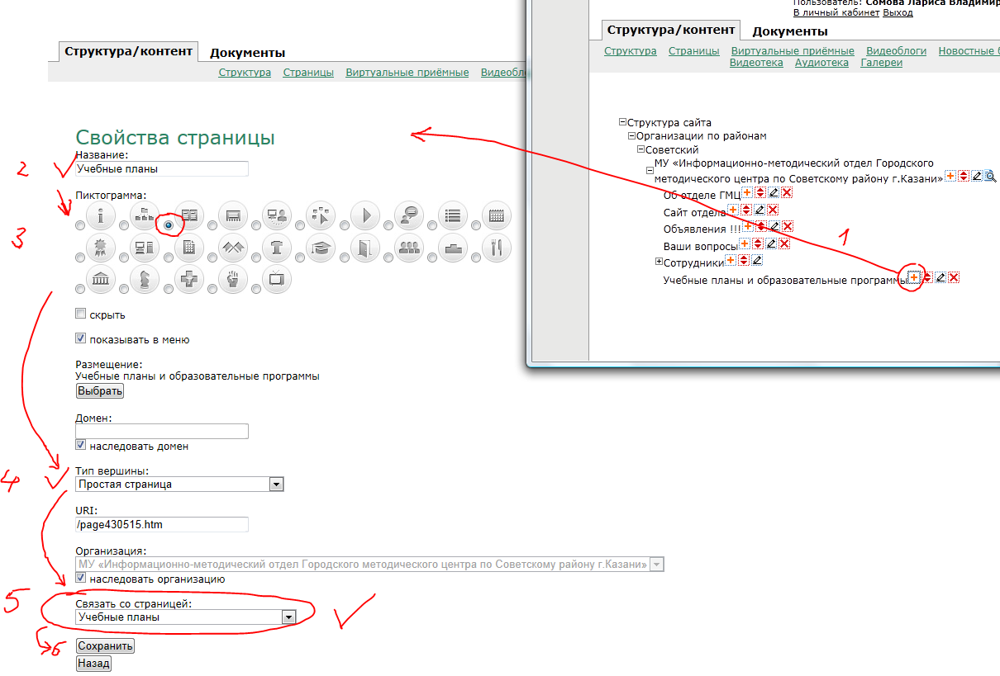 Структура/контент Документы
Структура Страницы Виртуальные приёмные
Свойства страницы
2
Название:
Учебные планы
Пиктограмма:
3
скрыть
показывать в меню
Размещение:
Учебные планы и образовательные программы
Выбрать
Домен:
наследовать домен
4
Тип вершины:
Простая страница
URI:
/page430515.htm
Организация:
МУ «Информационно-методический отдел Городского методического центра по Советскому району г.Казани»
наследовать организацию
5
Связать со страницей:
Учебные планы
6
Сохранить
Назад
Пользователь: Сомова Лариса
В личный кабинет Выход
Структура/контент Документы
Структура Страницы Виртуальные приёмные Видеоблоги Новостные
Видеотека Аудиотека Галереи
Структура сайта
Организации по районам
Советский
МУ «Информационно-методический отдел Городского
методического центра по Советскому району г.Казани»
Об отделе ГМЦ
Сайт отдела
Объявления !!!
Ваши вопросы
Сотрудники
1
Учебные планы и образовательные программы